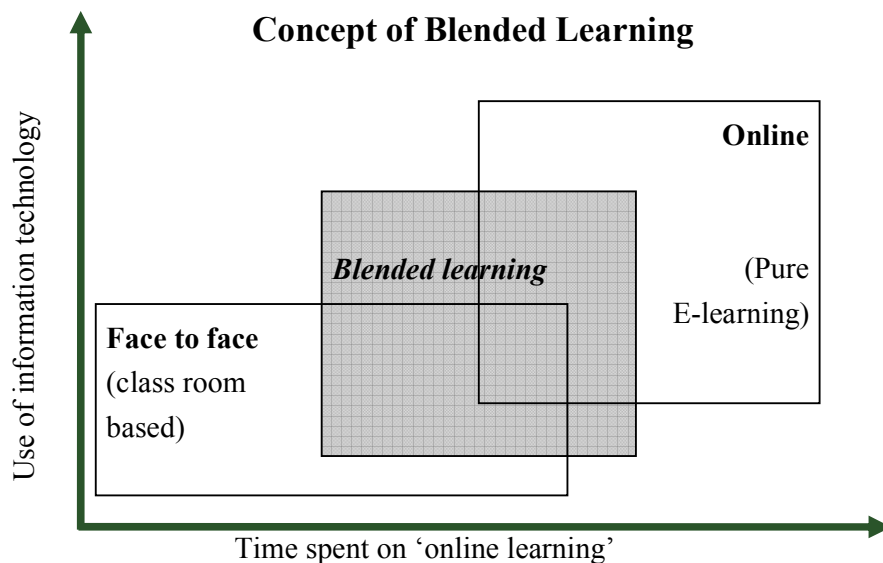 Concept of Blended Learning
Use of information technology
Online
Blended learning
(Pure
E-learning)
Face to face
(class room
based)
Time spent on ‘online learning’